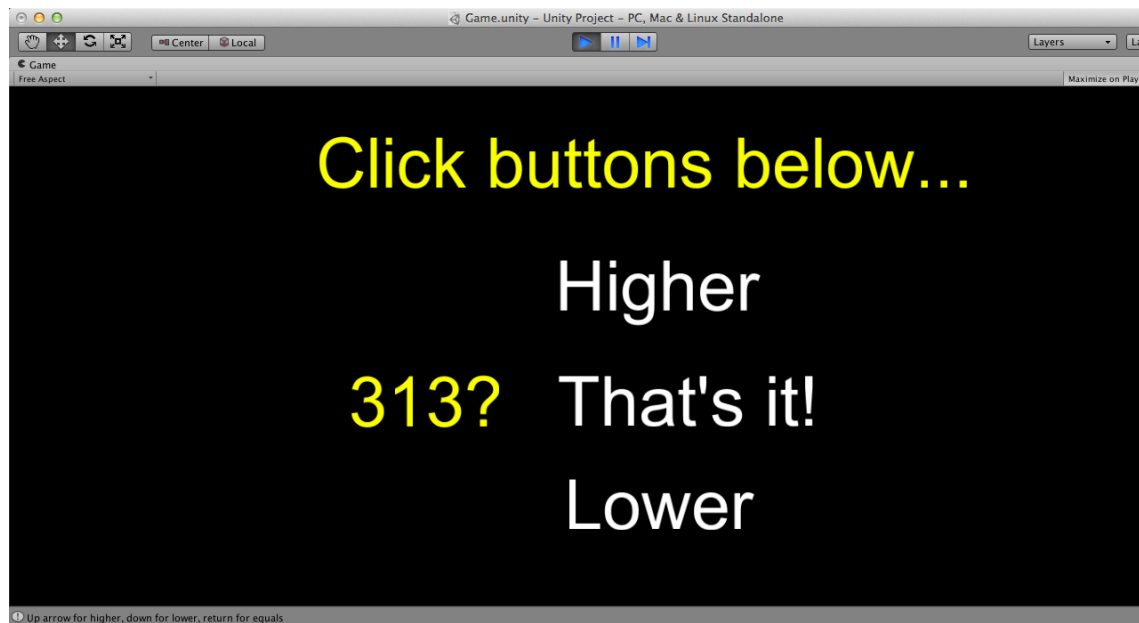 Game.unity – Unity Project – PC, Mac & Linux Standalone
Center Local Layers
Game
Free Aspect Maximize on Play
Click buttons below...
Higher
313? That's it!
Lower
Up arrow for higher, down for lower, return for equals